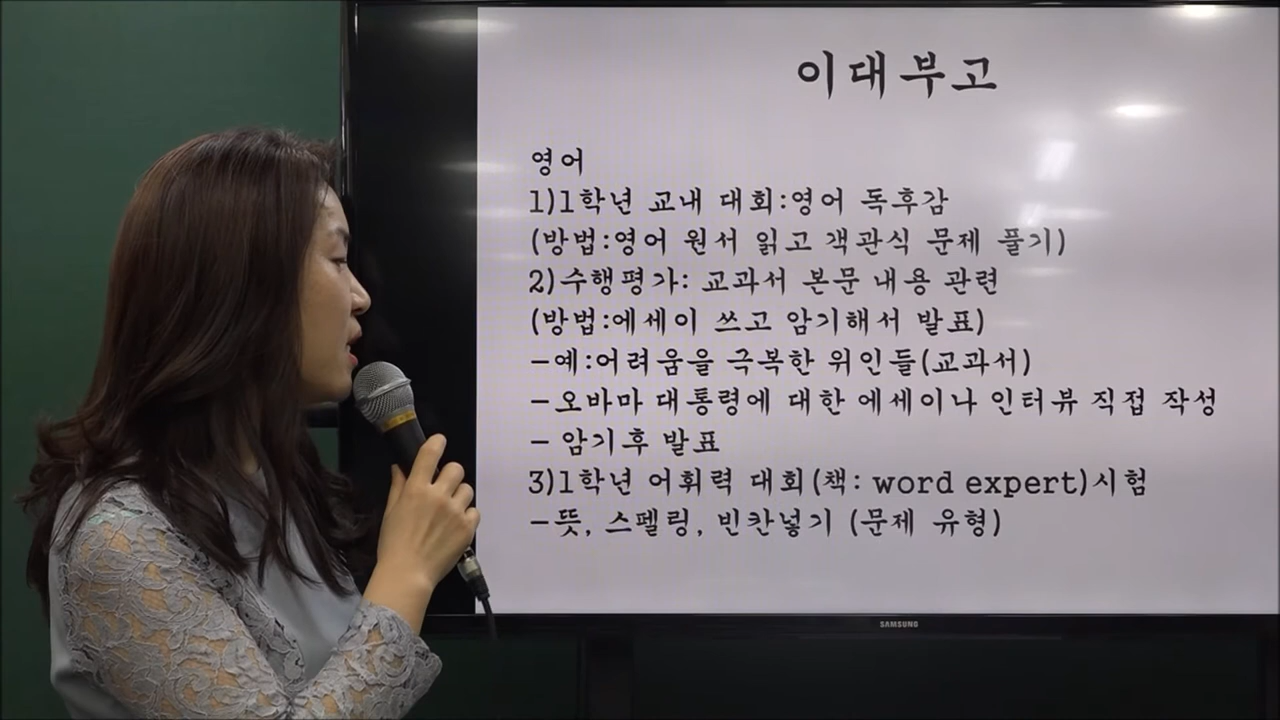 이대부고
영어
1)1학년 교내 대회:영어 독후감
(방법:영어 원서 읽고 객관식 문제 풀기)
2)수행평가: 교과서 본문 내용 관련
(방법:에세이 쓰고 암기해서 발표)
-예:어려움을 극복한 위인들(교과서)
-오바마 대통령에 대한 에세이나 인터뷰 직접 작성
- 암기후 발표
3)1학년 어휘력 대회(책: word expert)시험
-뜻, 스펠링, 빈칸넣기 (문제 유형)
SAMSUNG